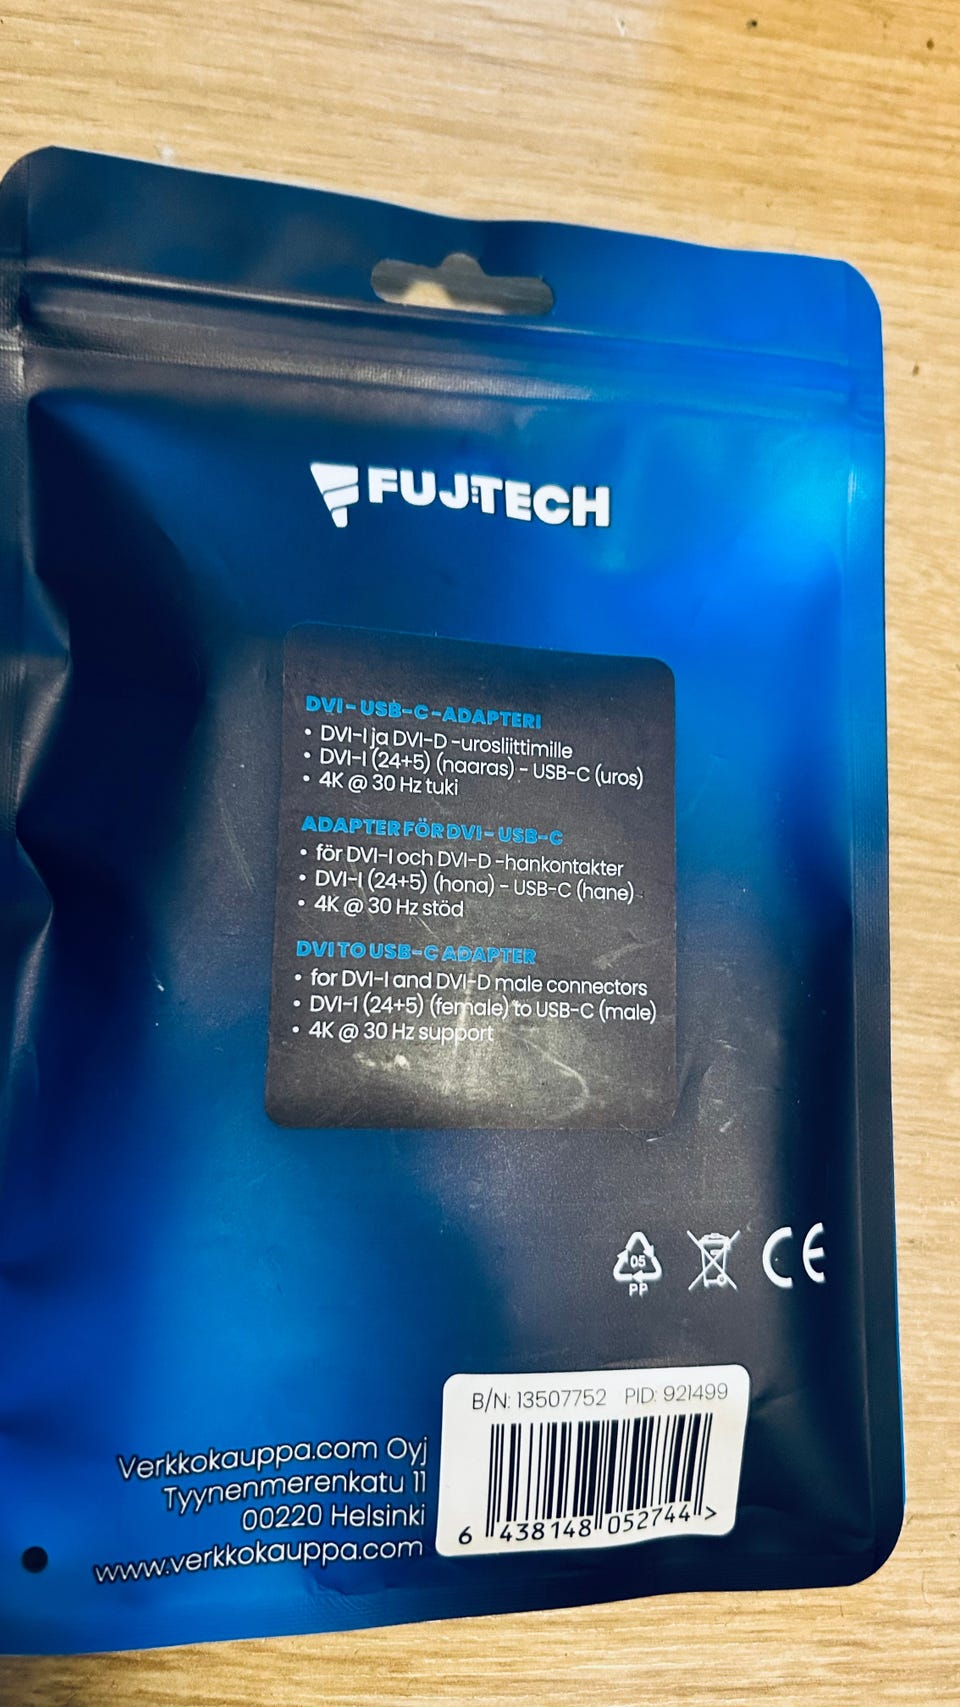 FUJ:TECH
DVI - USB-C -ADAPTERI
• DVI-I ja DVI-D -urosliittimille
• DVI-I (24+5) (naaras) - USB-C (uros)
• 4K @ 30 Hz tuki
ADAPTER FÖR DVI - USB-C
• för DVI-I och DVI-D -hankontakter
• DVI-I (24+5) (hona) - USB-C (hane)
• 4K @ 30 Hz stöd
DVI TO USB-C ADAPTER
• for DVI-I and DVI-D male connectors
• DVI-I (24+5) (female) to USB-C (male)
• 4K @ 30 Hz support
05
PP
CE
B/N: 13507752 PID: 921499
6 438148 052744 >
Verkkokauppa.com Oyj
Tyynenmerenkatu 11
00220 Helsinki
www.verkkokauppa.com